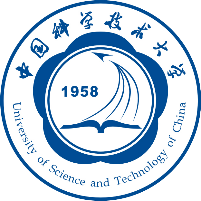 中国科学技术大学
1958
University of Science and Technology of China